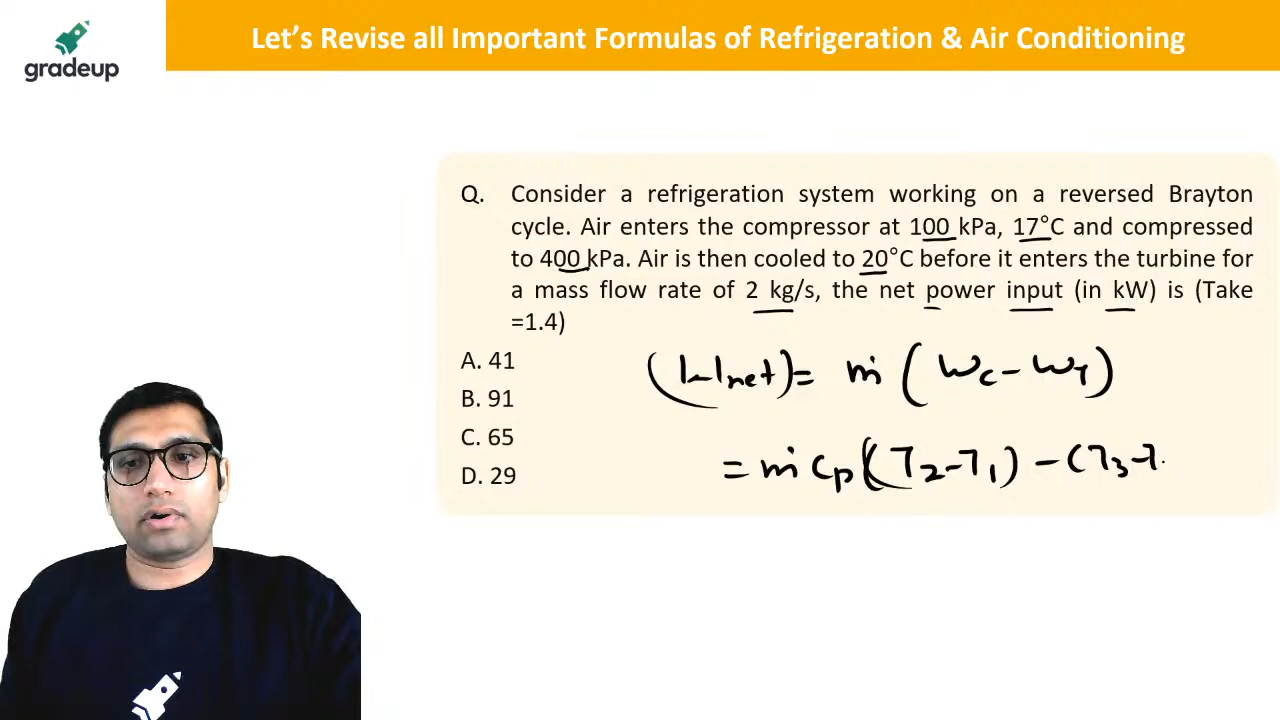 Let's Revise all Important Formulas of Refrigeration & Air Conditioning
gradeup
Q. Consider a refrigeration system working on a reversed Brayton
cycle. Air enters the compressor at 100 kPa, 17°C and compressed
to 400 kPa. Air is then cooled to 20°C before it enters the turbine for
a mass flow rate of 2 kg/s, the net power input (in kW) is (Take
=1.4)
A. 41
B. 91
C. 65
D. 29
(Wnet) = ṁ (Wc - WT)
= ṁ Cp((T2-T1) - (T3-T